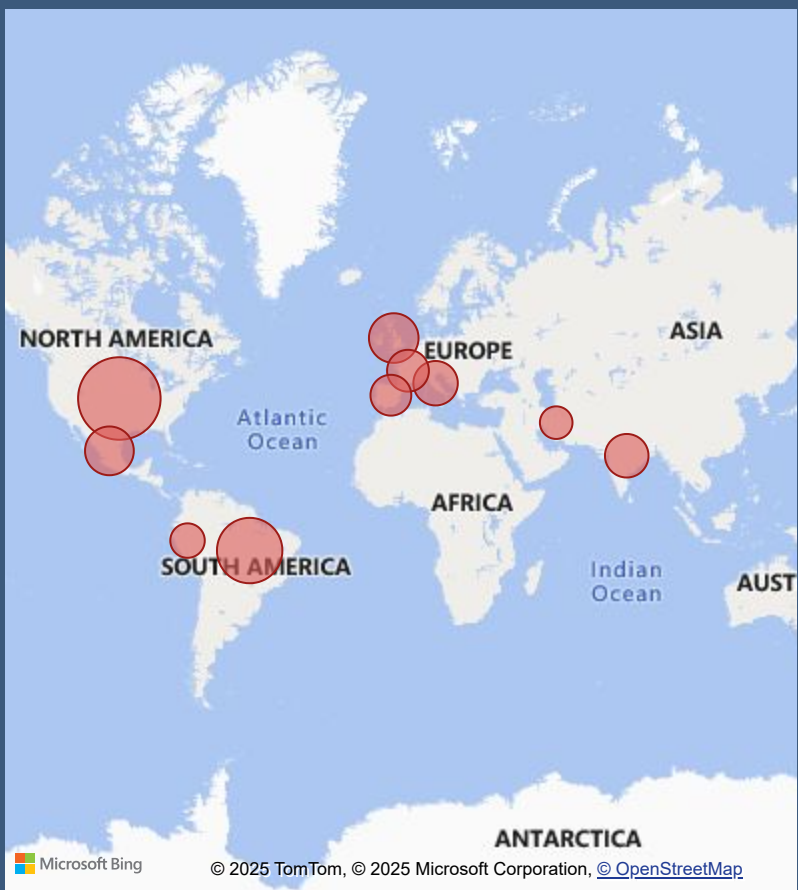 ASIA
NORTH AMERICA
EUROPE
Atlantic
Ocean
AFRICA
SOUTH AMERICA
Indian
Ocean
AUST
ANTARCTICA
Microsoft Bing
© 2025 TomTom, © 2025 Microsoft Corporation, © OpenStreetMap